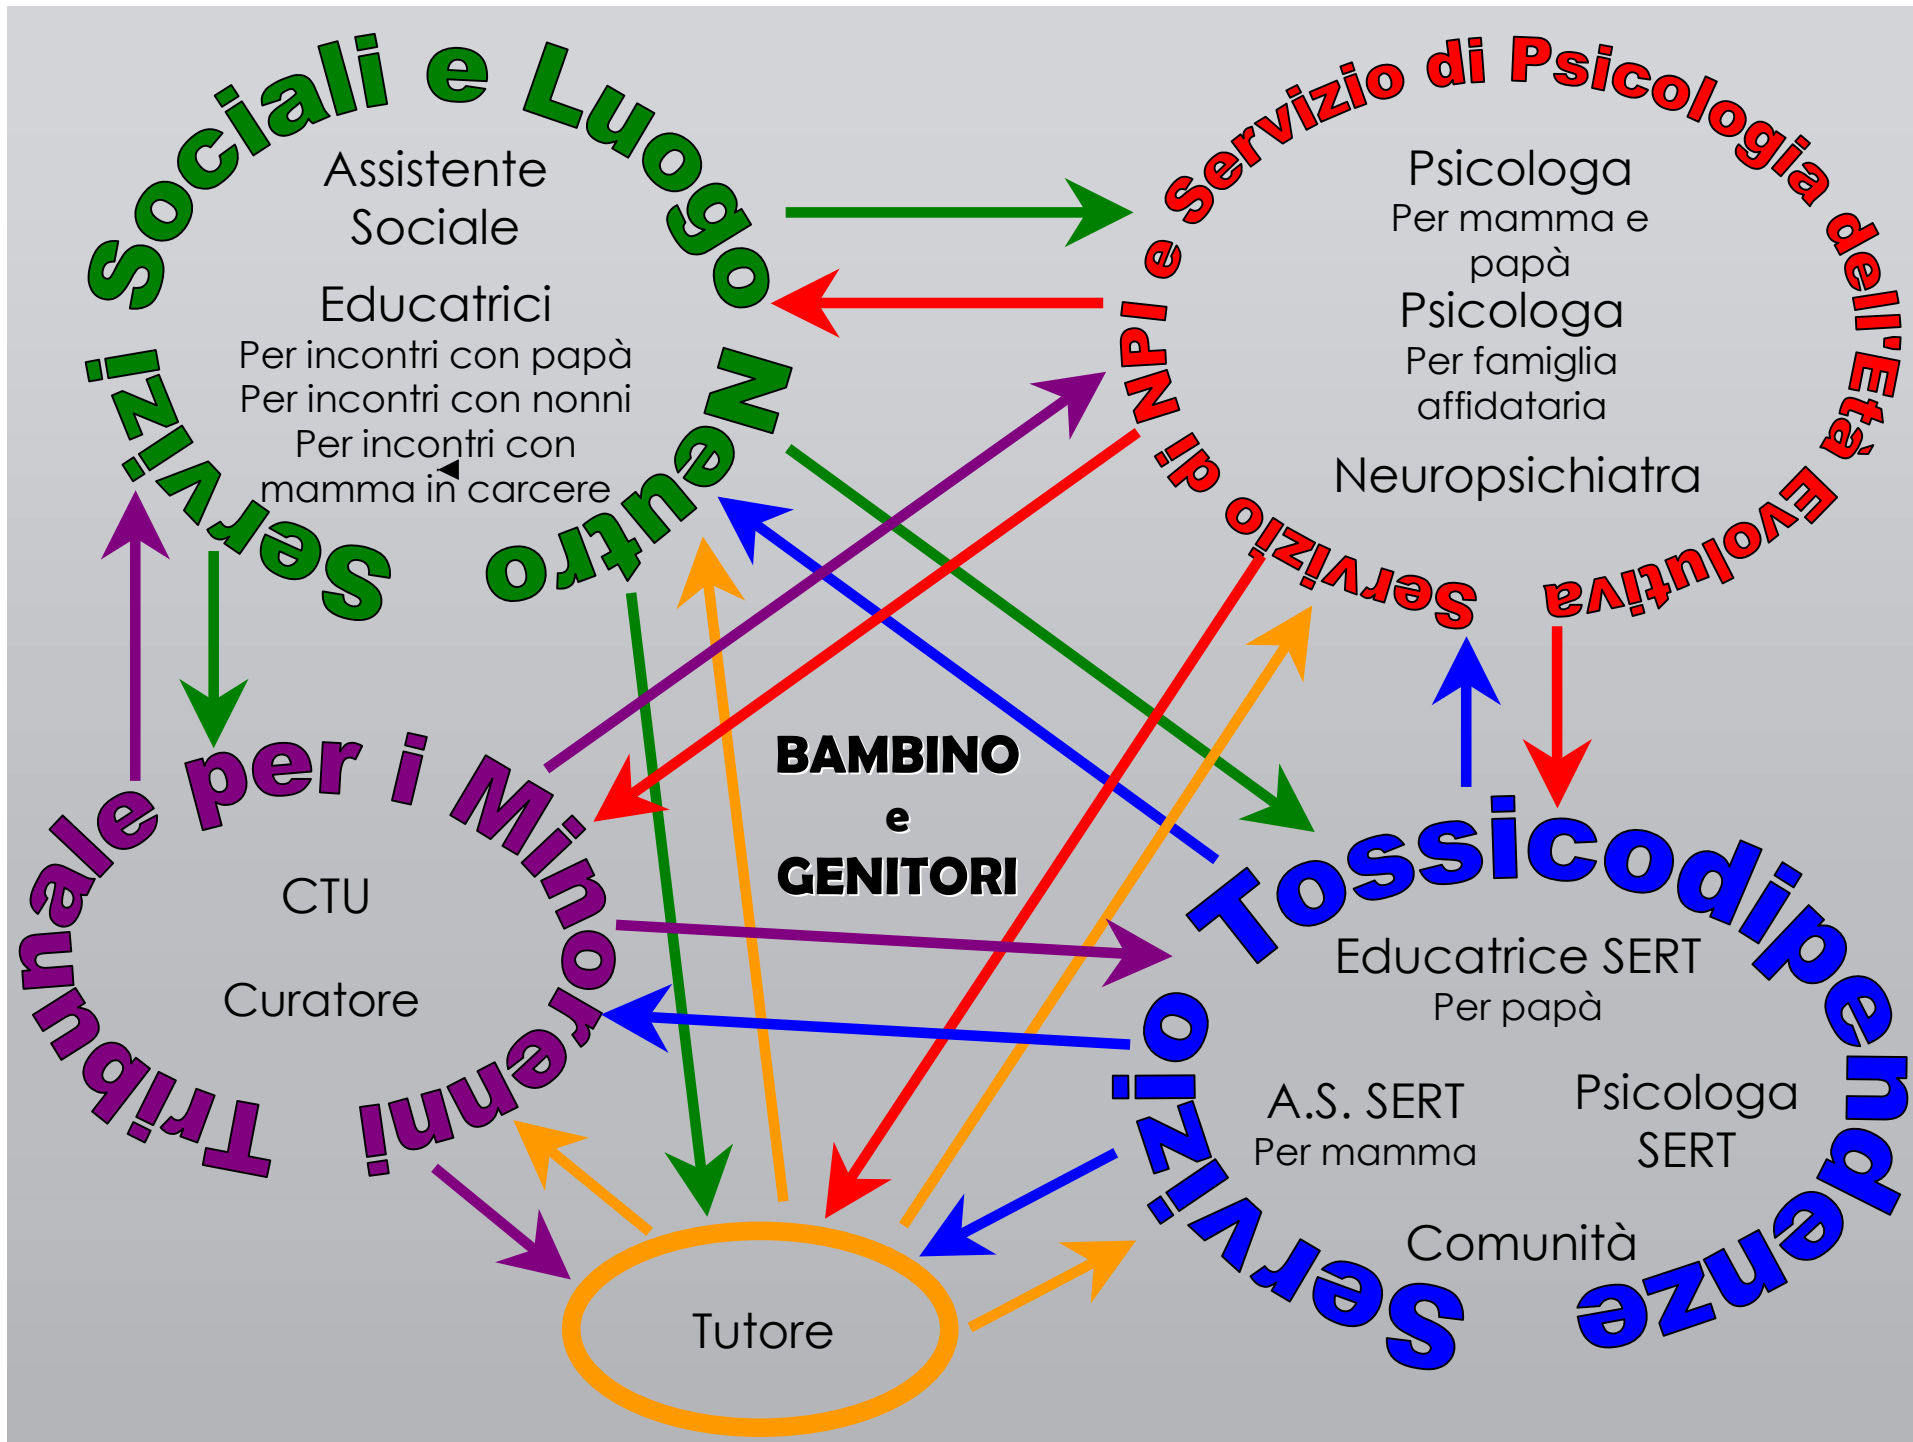 Servizi Sociali e Luogo Neutro
Assistente
Sociale
Educatrici
Per incontri con papà
Per incontri con nonni
Per incontri con
mamma in carcere
Servizio di NPI e Servizio di Psicologia dell'Età Evolutiva
Psicologa
Per mamma e
papà
Psicologa
Per famiglia
affidataria
Neuropsichiatra
BAMBINO
e
GENITORI
Tribunale per i Minorenni
CTU
Curatore
Servizio Tossicodipendenze
Educatrice SERT
Per papà
A.S. SERT
Per mamma
Psicologa
SERT
Comunità
Tutore